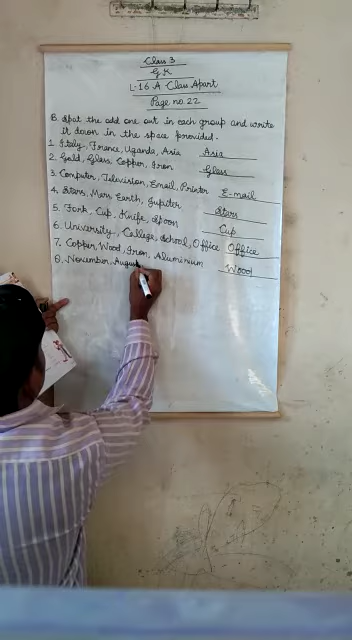 Class 3
G K
L-16 A Class Apart
Page no. 22
B. Spot the odd one out in each group and write
it down in the space provided.
1. Italy, France, Uganda, Asia Asia
2. Gold, Glass, Copper, Iron Glass
3. Computer, Television, Email, Printer E-mail
4. Stars, Mars, Earth, Jupiter Stars
5. Fork, Cup, Knife, Spoon Cup
6. University, College, School, Office Office
7. Copper, Wood, Iron, Aluminium Wood
8. November, August